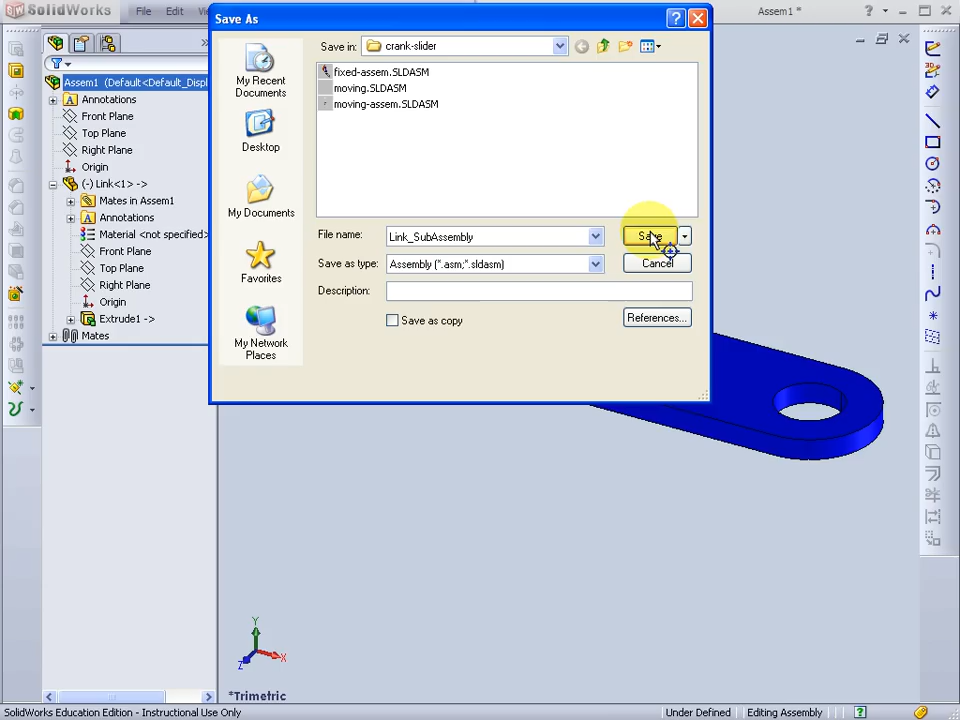 SolidWorks
File
Edit
Assem1 *
Save As
Save in:
crank-slider
My Recent
Documents
Desktop
My Documents
Favorites
My Network
Places
fixed-assem.SLDASM
moving.SLDASM
moving-assem.SLDASM
File name:
Link_SubAssembly
Save
Save as type:
Assembly (*.asm;*.sldasm)
Cancel
Description:
Save as copy
References...
Assem1 (Default<Default_Displ
Annotations
Front Plane
Top Plane
Right Plane
Origin
(-) Link<1> ->
Mates in Assem1
Annotations
Material <not specified>
Front Plane
Top Plane
Right Plane
Origin
Extrude1 ->
Mates
Y
X
Z
*Trimetric
SolidWorks Education Edition - Instructional Use Only
Under Defined
Editing Assembly